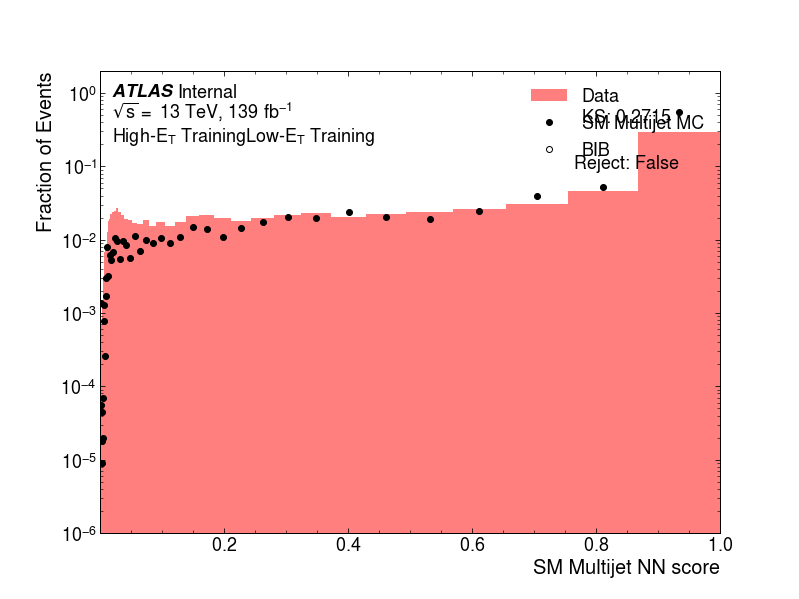 ATLAS Internal
√s = 13 TeV, 139 fb⁻¹
High-E_T TrainingLow-E_T Training
Data
KS: 0.2715
SM Multijet MC
BIB
Reject: False
Fraction of Events
10⁰
10⁻¹
10⁻²
10⁻³
10⁻⁴
10⁻⁵
10⁻⁶
0.2 0.4 0.6 0.8 1.0
SM Multijet NN score